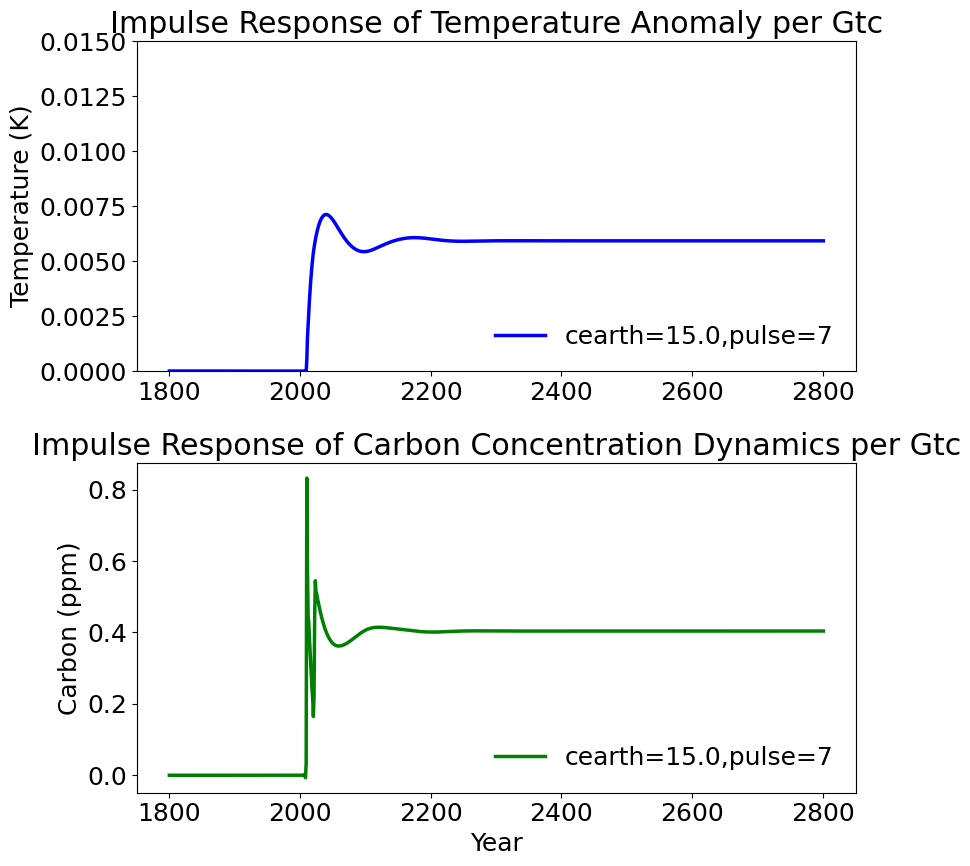 Impulse Response of Temperature Anomaly per Gtc
0.0150
0.0125
0.0100
0.0075
0.0050
0.0025
0.0000
Temperature (K)
cearth=15.0,pulse=7
1800 2000 2200 2400 2600 2800
Impulse Response of Carbon Concentration Dynamics per Gtc
0.8
0.6
0.4
0.2
0.0
Carbon (ppm)
cearth=15.0,pulse=7
1800 2000 2200 2400 2600 2800
Year